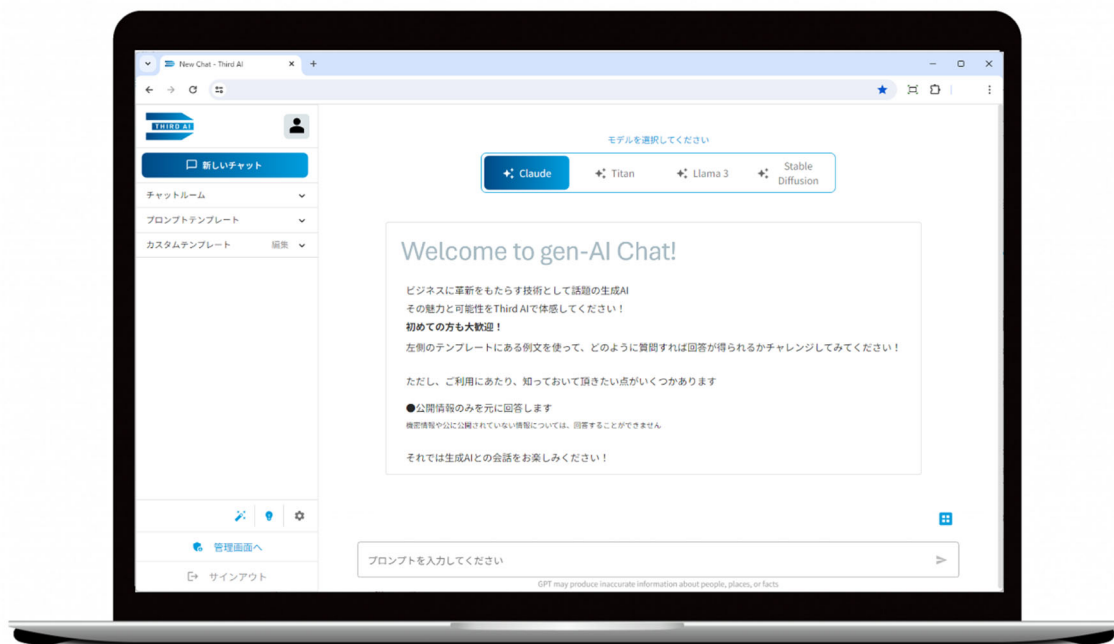 New Chat - Third AI
THIRD AI
新しいチャット
チャットルーム
プロンプトテンプレート
カスタムテンプレート 編集
管理画面へ
サインアウト
モデルを選択してください
Claude
Titan
Llama 3
Stable
Diffusion
Welcome to gen-AI Chat!
ビジネスに革新をもたらす技術として話題の生成AI
その魅力と可能性をThird AIで体感してください！
初めての方も大歓迎！
左側のテンプレートにある例文を使って、どのように質問すれば回答が得られるかチャレンジしてみてください！
ただし、ご利用にあたり、知っておいて頂きたい点がいくつかあります
●公開情報のみを元に回答します
機密情報や公に公開されていない情報については、回答することができません
それでは生成AIとの会話をお楽しみください！
プロンプトを入力してください
GPT may produce inaccurate information about people, places, or facts